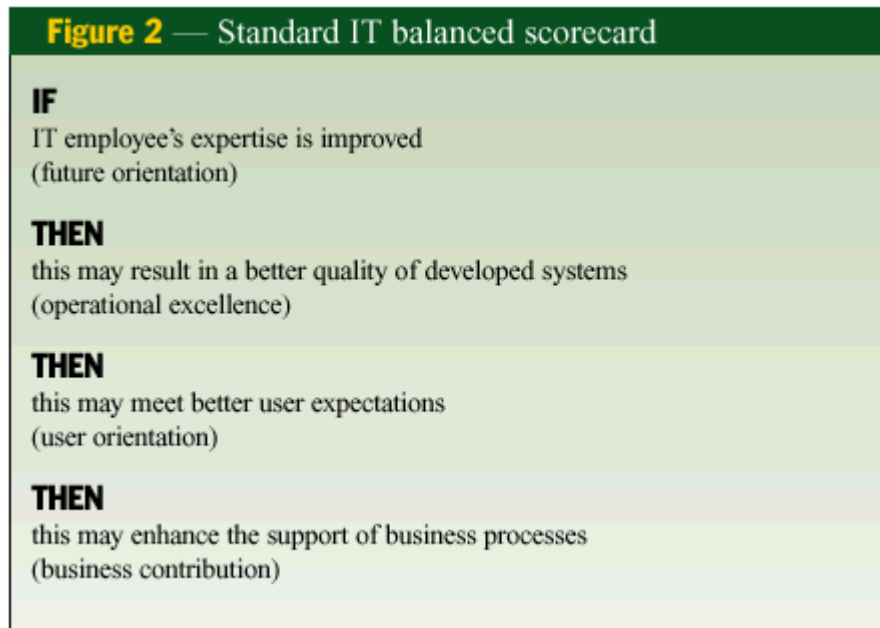 Figure 2 — Standard IT balanced scorecard
IF
IT employee's expertise is improved
(future orientation)
THEN
this may result in a better quality of developed systems
(operational excellence)
THEN
this may meet better user expectations
(user orientation)
THEN
this may enhance the support of business processes
(business contribution)